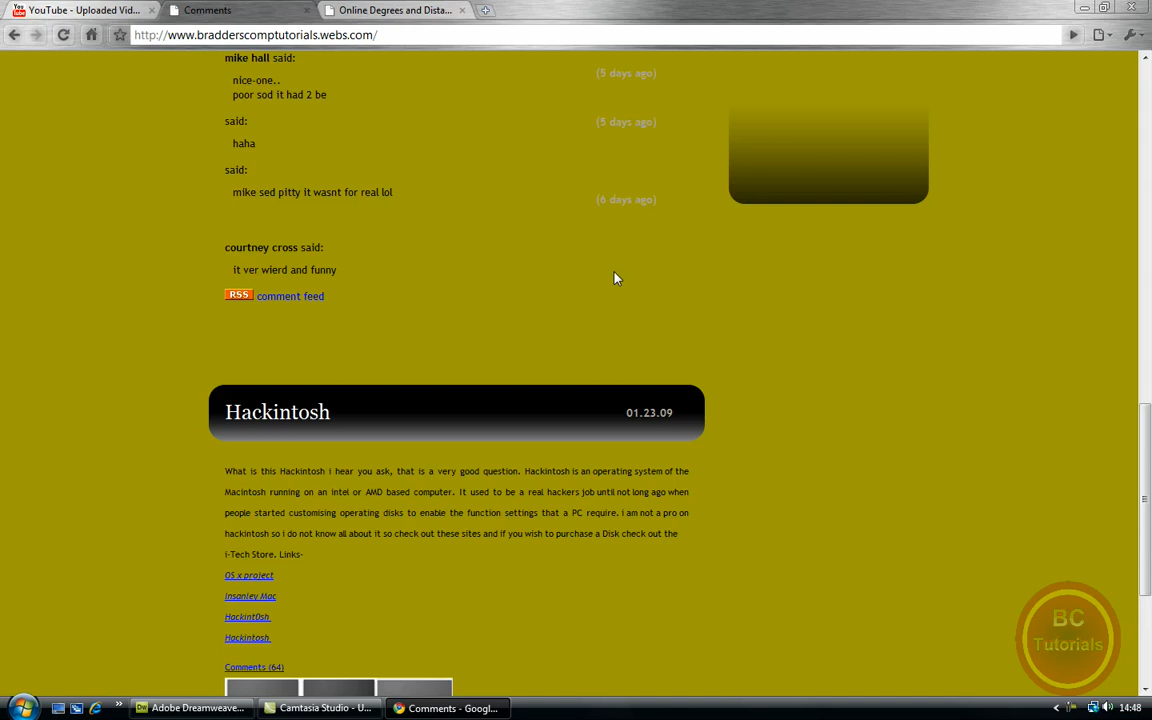 YouTube - Uploaded Vid...
Comments
Online Degrees and Dista...
http://www.bradderscomptutorials.webs.com/
mike hall said:
(5 days ago)
nice-one..
poor sod it had 2 be
said:
(5 days ago)
haha
said:
mike sed pitty it wasnt for real lol
(6 days ago)
courtney cross said:
it ver wierd and funny
RSS comment feed
Hackintosh
01.23.09
What is this Hackintosh i hear you ask, that is a very good question. Hackintosh is an operating system of the
Macintosh running on an intel or AMD based computer. It used to be a real hackers job until not long ago when
people started customising operating disks to enable the function settings that a PC require. i am not a pro on
hackintosh so i do not know all about it so check out these sites and if you wish to purchase a Disk check out the
i-Tech Store. Links-
OS x project
Insanley Mac
Hackint0sh
Hackintosh
Comments (64)
BC
Tutorials
Adobe Dreamweave...
Camtasia Studio - U...
Comments - Googl...
14:48